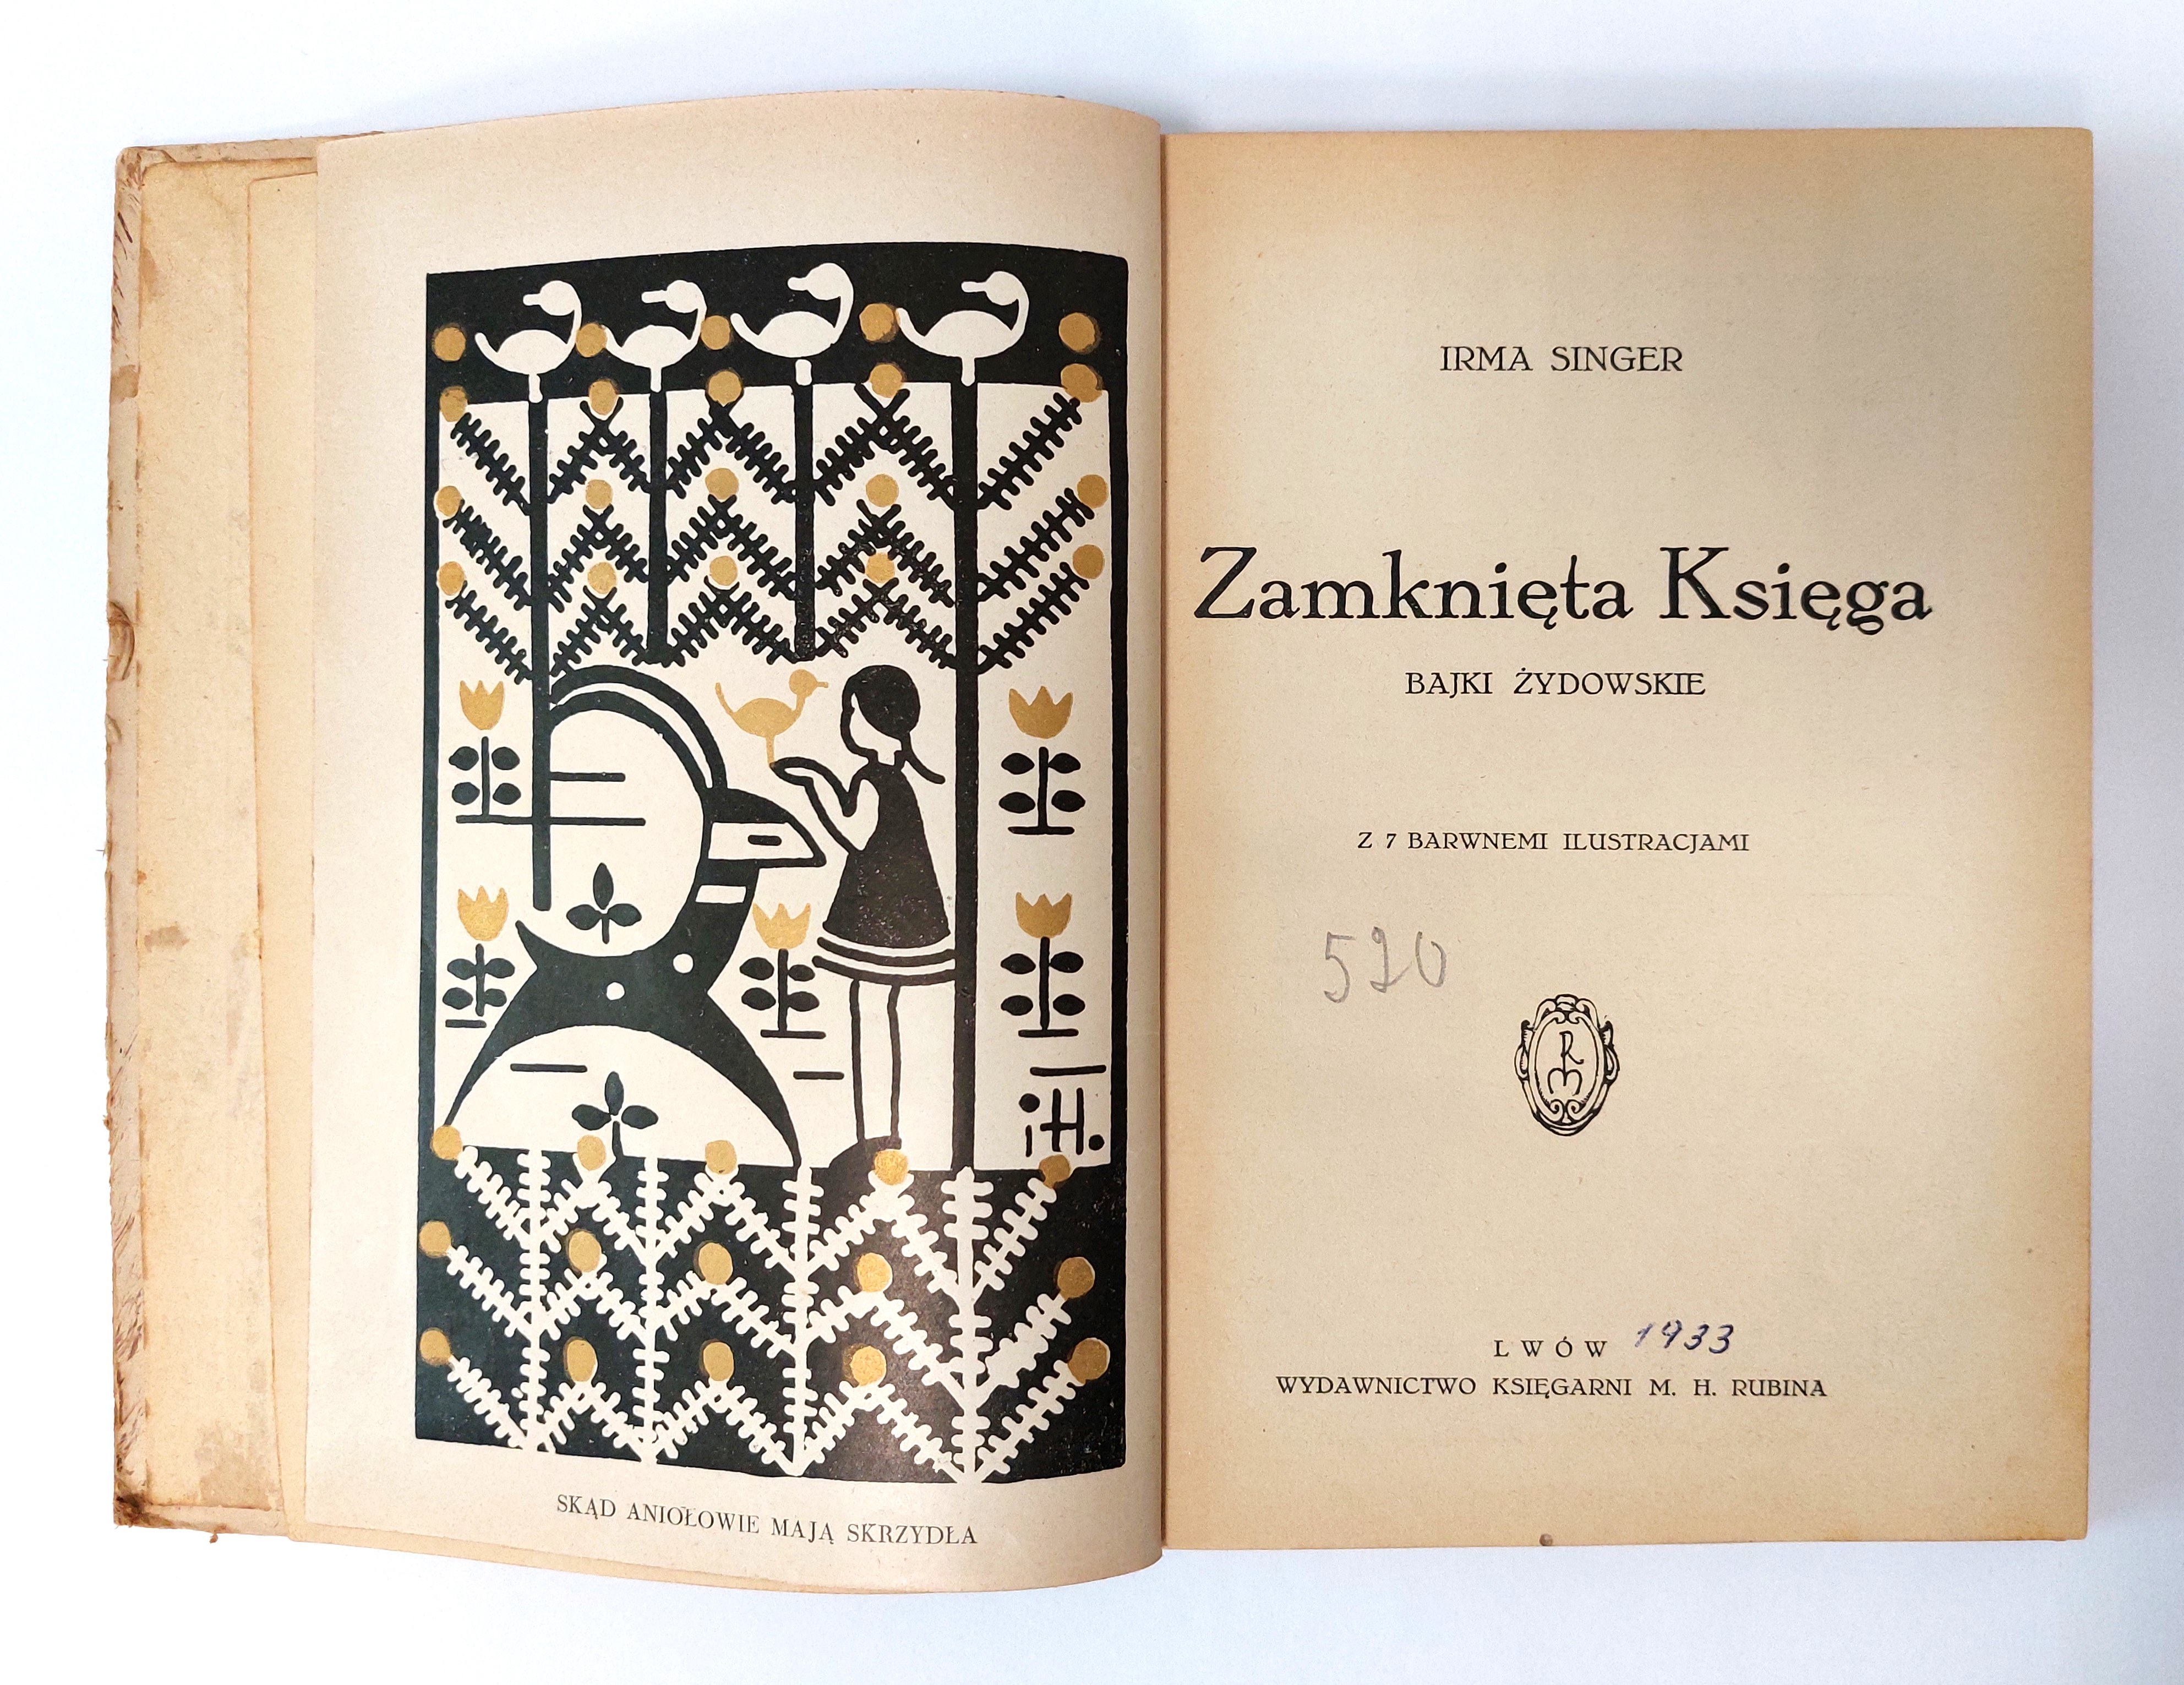 iH.
SKĄD ANIOŁOWIE MAJĄ SKRZYDŁA
IRMA SINGER
Zamknięta Księga
BAJKI ŻYDOWSKIE
Z 7 BARWNEMI ILUSTRACJAMI
520
R
M
LWÓW 1933
WYDAWNICTWO KSIĘGARNI M. H. RUBINA